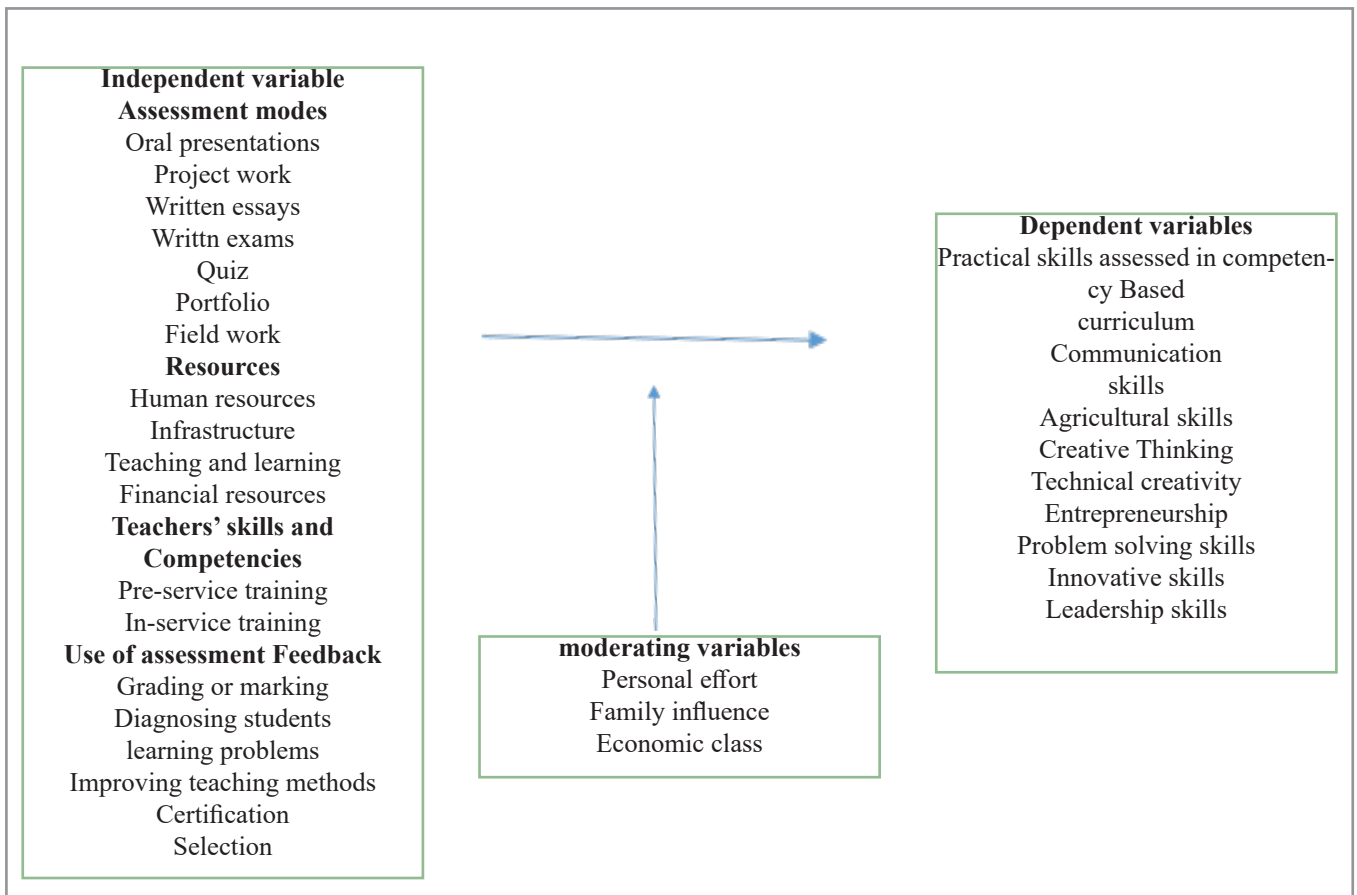 Independent variable
Assessment modes
Oral presentations
Project work
Written essays
Writtn exams
Quiz
Portfolio
Field work
Resources
Human resources
Infrastructure
Teaching and learning
Financial resources
Teachers’ skills and
Competencies
Pre-service training
In-service training
Use of assessment Feedback
Grading or marking
Diagnosing students
learning problems
Improving teaching methods
Certification
Selection
moderating variables
Personal effort
Family influence
Economic class
Dependent variables
Practical skills assessed in competen-
cy Based
curriculum
Communication
skills
Agricultural skills
Creative Thinking
Technical creativity
Entrepreneurship
Problem solving skills
Innovative skills
Leadership skills